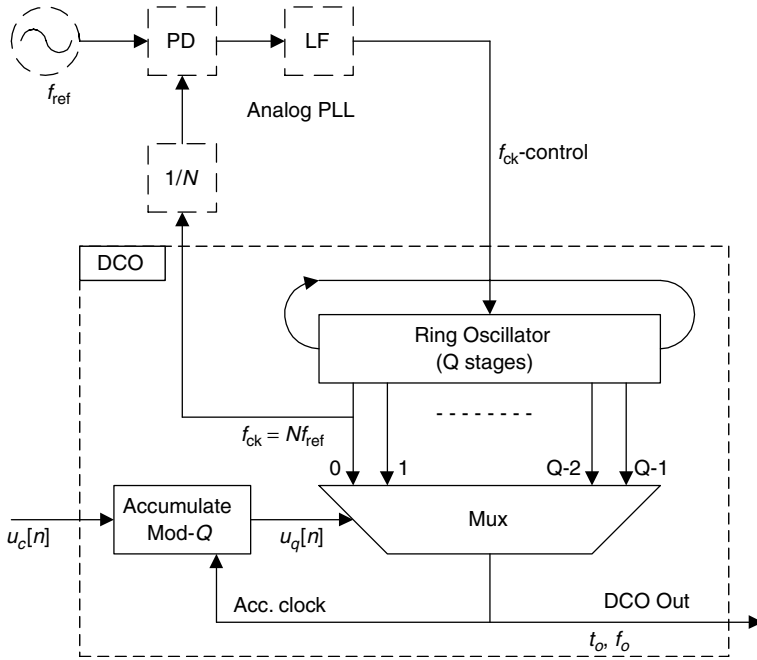 PD
LF
f_ref
Analog PLL
f_ck-control
1/N
DCO
Ring Oscillator
(Q stages)
f_ck = Nf_ref
0
1
Q-2
Q-1
Accumulate
Mod-Q
Mux
u_c[n]
u_q[n]
Acc. clock
DCO Out
t_o, f_o